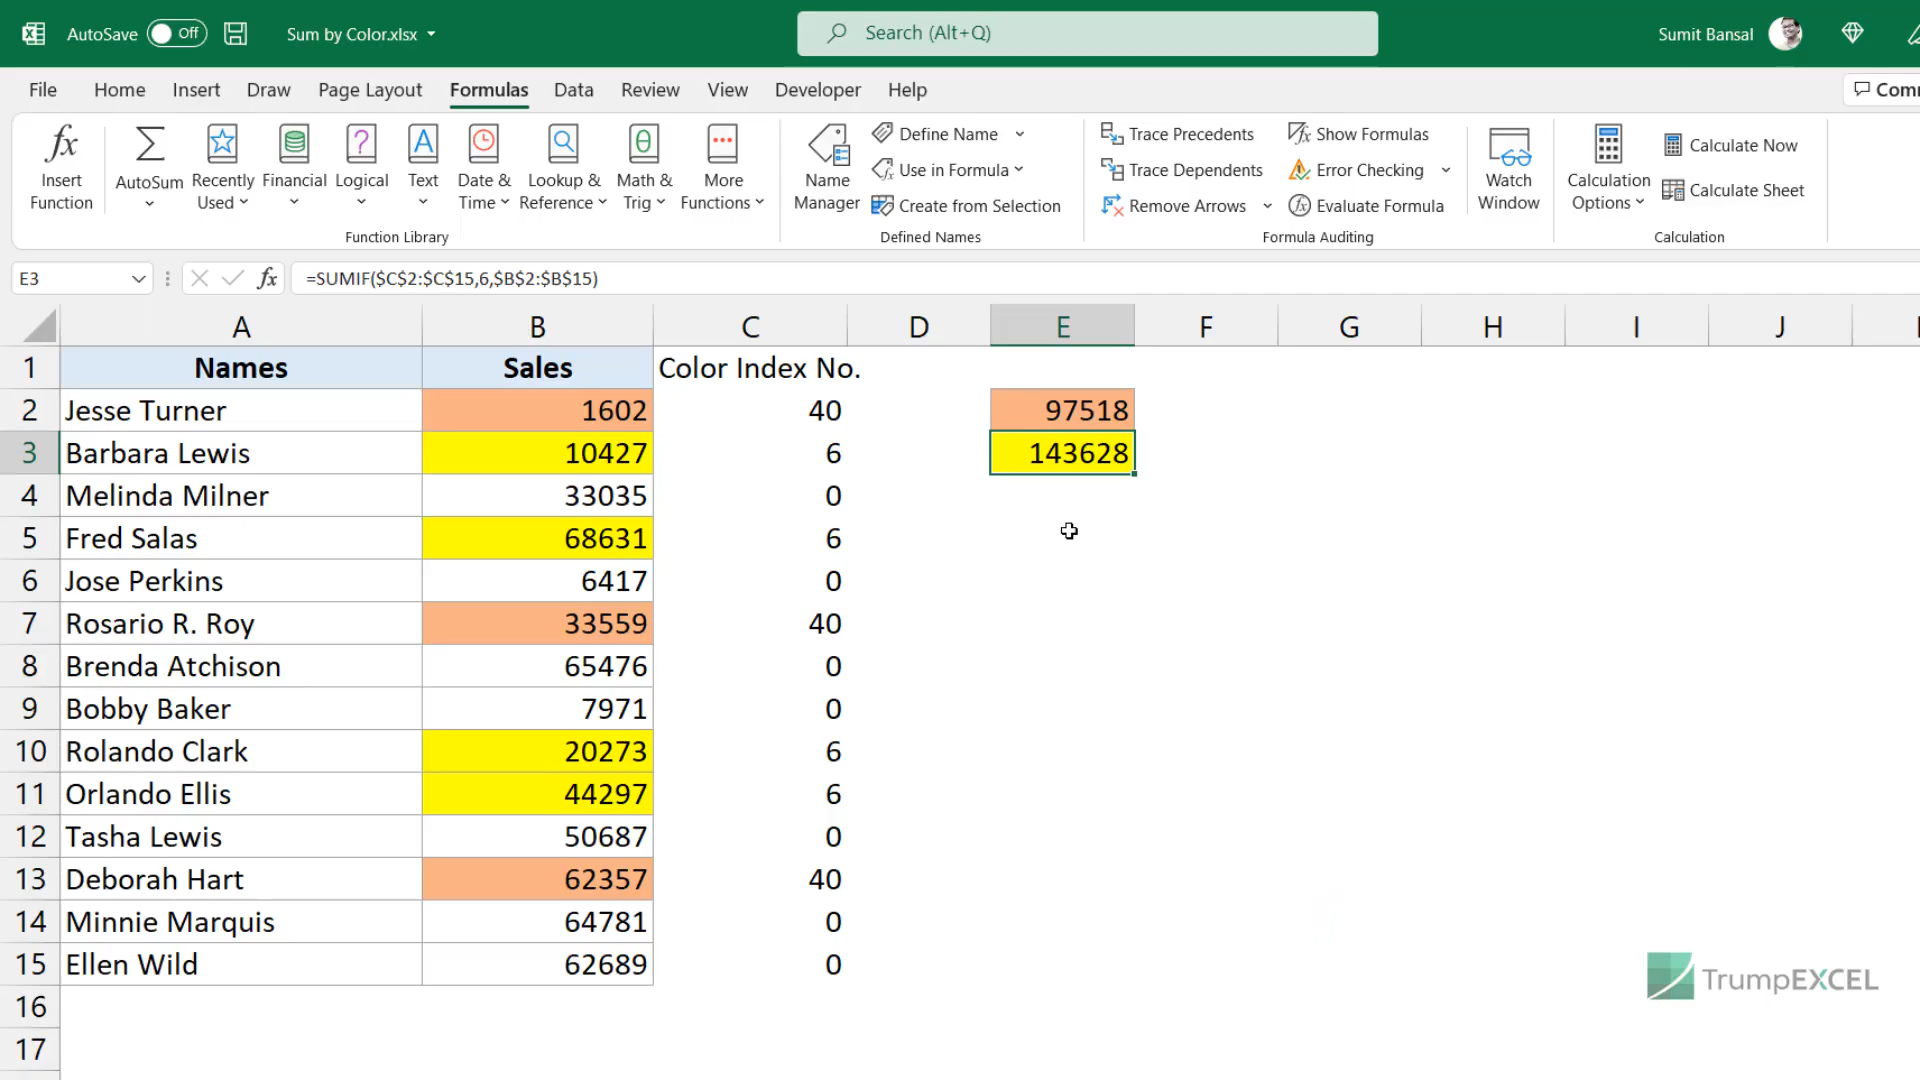 AutoSave Off Sum by Color.xlsx Search (Alt+Q) Sumit Bansal
File Home Insert Draw Page Layout Formulas Data Review View Developer Help
Insert Function
AutoSum
Recently Used
Financial
Logical
Text
Date & Time
Lookup & Reference
Math & Trig
More Functions
Function Library
Name Manager
Define Name
Use in Formula
Create from Selection
Defined Names
Trace Precedents
Trace Dependents
Remove Arrows
Show Formulas
Error Checking
Evaluate Formula
Formula Auditing
Watch Window
Calculation Options
Calculate Now
Calculate Sheet
Calculation
E3 fx =SUMIF($C$2:$C$15,6,$B$2:$B$15)
A B C D E F G H I J
1 Names Sales Color Index No.
2 Jesse Turner 1602 40 97518
3 Barbara Lewis 10427 6 143628
4 Melinda Milner 33035 0
5 Fred Salas 68631 6
6 Jose Perkins 6417 0
7 Rosario R. Roy 33559 40
8 Brenda Atchison 65476 0
9 Bobby Baker 7971 0
10 Rolando Clark 20273 6
11 Orlando Ellis 44297 6
12 Tasha Lewis 50687 0
13 Deborah Hart 62357 40
14 Minnie Marquis 64781 0
15 Ellen Wild 62689 0
16
17
TrumpEXCEL